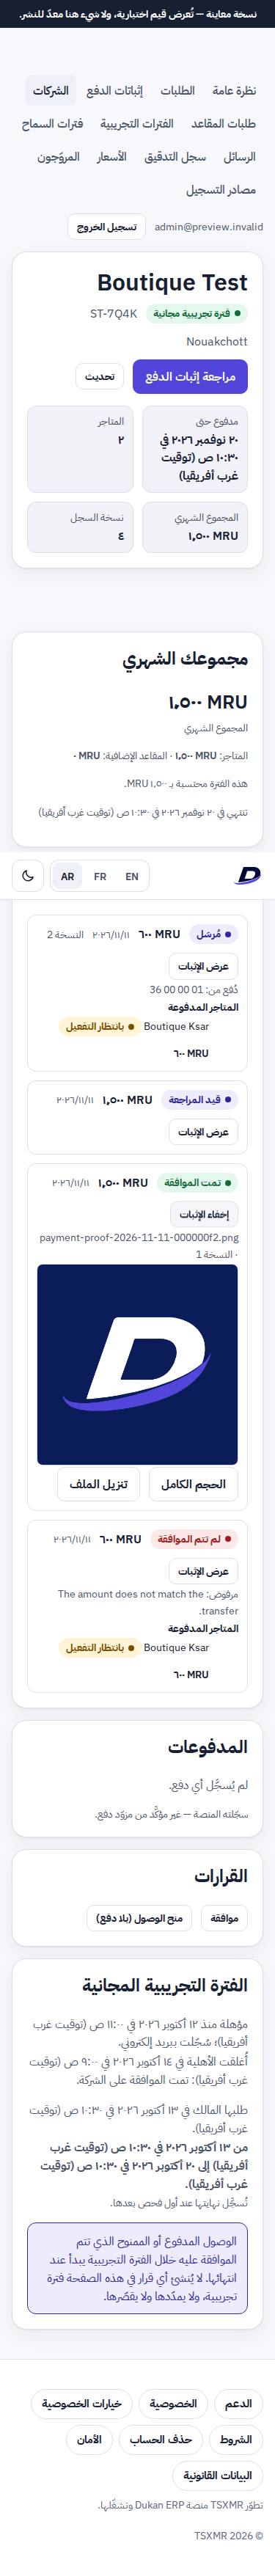 نسخة معاينة — تُعرض قيم اختبارية، ولا شيء هنا معدّ للنشر.
نظرة عامة الطلبات إثباتات الدفع الشركات
طلبات المقاعد الفترات التجريبية فترات السماح
الرسائل سجل التدقيق الأسعار المروّجون
مصادر التسجيل
admin@preview.invalid تسجيل الخروج
Boutique Test
فترة تجريبية مجانية ST-7Q4K
Nouakchott
مراجعة إثبات الدفع تحديث
مدفوع حتى
٢٠ نوفمبر ٢٠٢٦ في
١٠:٣٠ ص (توقيت
غرب أفريقيا)
المتاجر
٢
المجموع الشهري
١٬٥٠٠ MRU
نسخة السجل
٤
مجموعك الشهري
١٬٥٠٠ MRU
المجموع الشهري
المتاجر: ١٬٥٠٠ MRU · المقاعد الإضافية: ٠ MRU
هذه الفترة محتسبة بـ ١٬٥٠٠ MRU.
تنتهي في ٢٠ نوفمبر ٢٠٢٦ في ١٠:٣٠ ص (توقيت غرب أفريقيا)
AR FR EN
مُرسَل ٦٠٠ MRU ٢٠٢٦/١١/١١ النسخة 2
عرض الإثبات
دُفع من: 01 00 00 36
المتاجر المدفوعة
Boutique Ksar بانتظار التفعيل
٦٠٠ MRU
قيد المراجعة ١٬٥٠٠ MRU ٢٠٢٦/١١/١١
عرض الإثبات
تمت الموافقة ١٬٥٠٠ MRU ٢٠٢٦/١١/١١
إخفاء الإثبات
payment-proof-2026-11-11-000000f2.png
· النسخة 1
الحجم الكامل تنزيل الملف
لم تتم الموافقة ٦٠٠ MRU ٢٠٢٦/١١/١١
عرض الإثبات
مرفوض: The amount does not match the
transfer.
المتاجر المدفوعة
Boutique Ksar بانتظار التفعيل
٦٠٠ MRU
المدفوعات
لم يُسجَّل أي دفع.
سجّلته المنصة — غير مؤكَّد من مزوّد دفع.
القرارات
موافقة منح الوصول (بلا دفع)
الفترة التجريبية المجانية
مؤهلة منذ ١٢ أكتوبر ٢٠٢٦ في ١١:٠٠ ص (توقيت غرب
أفريقيا)؛ سُجّلت ببريد إلكتروني.
أُغلقت الأهلية في ١٤ أكتوبر ٢٠٢٦ في ٩:٠٠ ص (توقيت
غرب أفريقيا): تمت الموافقة على الشركة.
طلبها المالك في ١٣ أكتوبر ٢٠٢٦ في ١٠:٣٠ ص (توقيت
غرب أفريقيا).
من ١٣ أكتوبر ٢٠٢٦ في ١٠:٣٠ ص (توقيت غرب
أفريقيا) إلى ٢٠ أكتوبر ٢٠٢٦ في ١٠:٣٠ ص (توقيت
غرب أفريقيا).
تُسجَّل نهايتها عند أول فحص بعدها.
الوصول المدفوع أو الممنوح الذي تتم
الموافقة عليه خلال الفترة التجريبية يبدأ عند
انتهائها. لا يُنشئ أي قرار في هذه الصفحة فترة
تجريبية، ولا يمدّدها ولا يقصّرها.
الدعم الخصوصية خيارات الخصوصية
الشروط حذف الحساب الأمان
البيانات القانونية
تطوّر TSXMR منصة Dukan ERP وتشغّلها.
© 2026 TSXMR